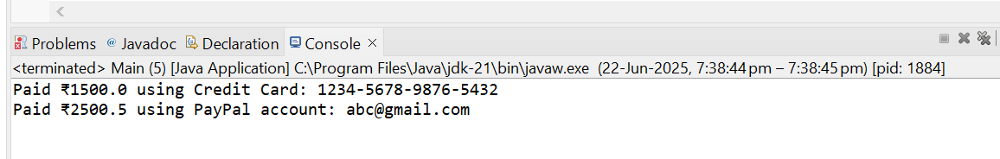 Problems @ Javadoc Declaration Console
<terminated> Main (5) [Java Application] C:\Program Files\Java\jdk-21\bin\javaw.exe (22-Jun-2025, 7:38:44 pm – 7:38:45 pm) [pid: 1884]
Paid ₹1500.0 using Credit Card: 1234-5678-9876-5432
Paid ₹2500.5 using PayPal account: abc@gmail.com